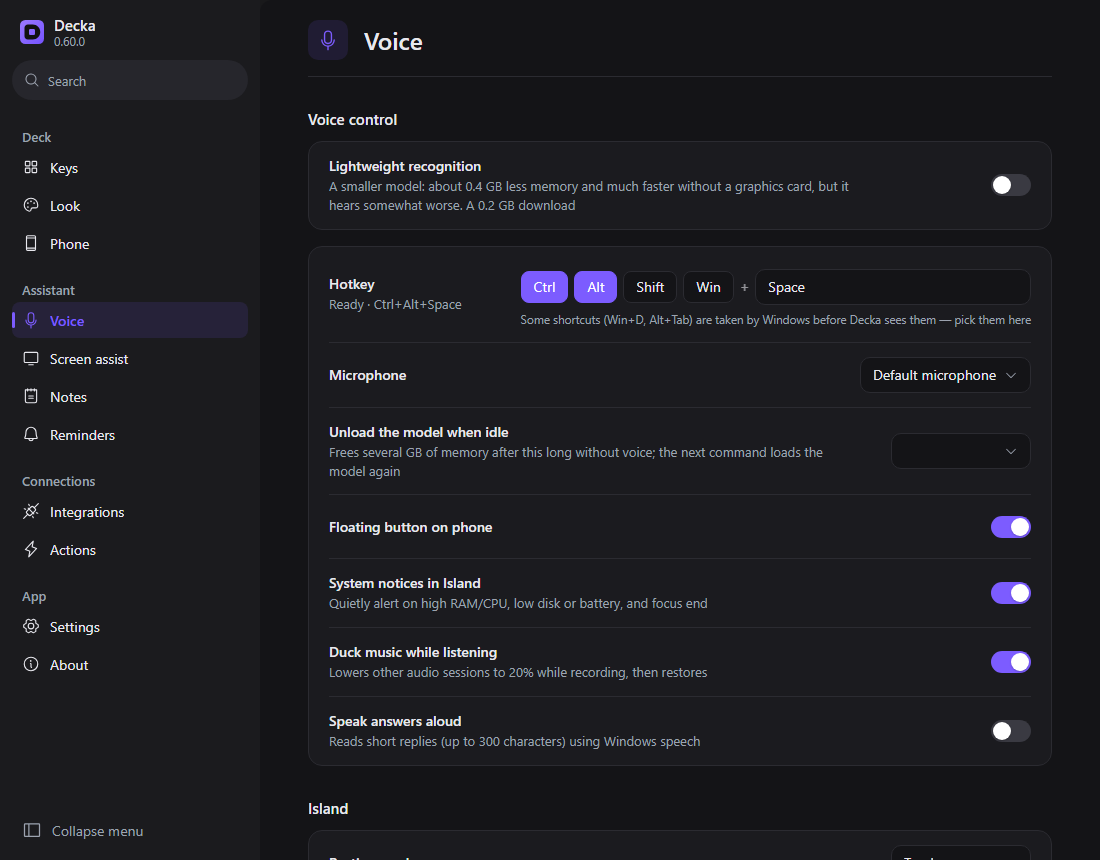 Decka
0.60.0
Search
Deck
Keys
Look
Phone
Assistant
Voice
Screen assist
Notes
Reminders
Connections
Integrations
Actions
App
Settings
About
Collapse menu
Voice
Voice control
Lightweight recognition
A smaller model: about 0.4 GB less memory and much faster without a graphics card, but it
hears somewhat worse. A 0.2 GB download
Hotkey
Ready · Ctrl+Alt+Space
Ctrl Alt Shift Win + Space
Some shortcuts (Win+D, Alt+Tab) are taken by Windows before Decka sees them — pick them here
Microphone
Default microphone
Unload the model when idle
Frees several GB of memory after this long without voice; the next command loads the
model again
Floating button on phone
System notices in Island
Quietly alert on high RAM/CPU, low disk or battery, and focus end
Duck music while listening
Lowers other audio sessions to 20% while recording, then restores
Speak answers aloud
Reads short replies (up to 300 characters) using Windows speech
Island